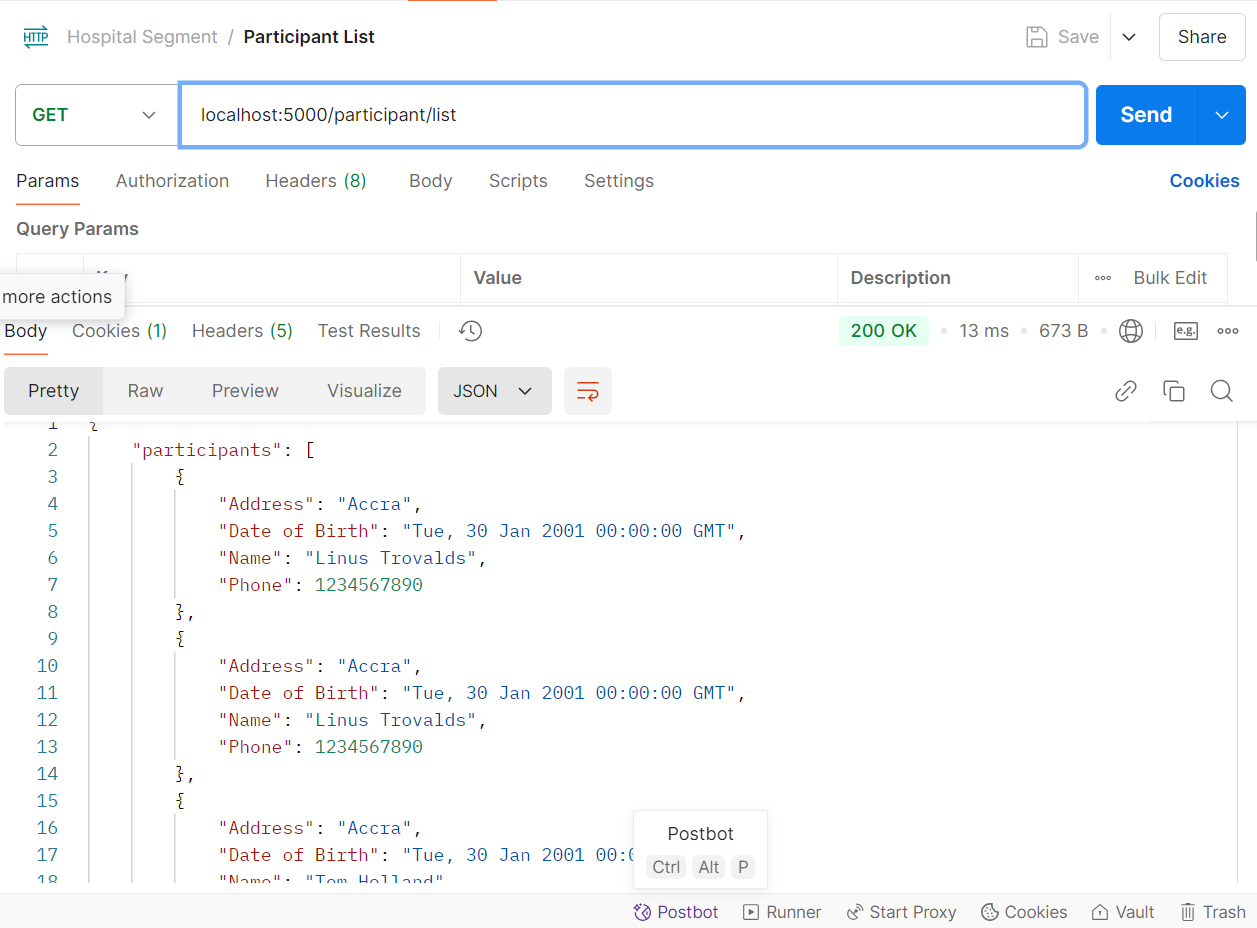 HTTP Hospital Segment / Participant List Save Share
GET localhost:5000/participant/list Send
Params Authorization Headers (8) Body Scripts Settings Cookies
Query Params
Key Value Description Bulk Edit
more actions
Body Cookies (1) Headers (5) Test Results 200 OK 13 ms 673 B e.g.
Pretty Raw Preview Visualize JSON
1 {
2 "participants": [
3 {
4 "Address": "Accra",
5 "Date of Birth": "Tue, 30 Jan 2001 00:00:00 GMT",
6 "Name": "Linus Trovalds",
7 "Phone": 1234567890
8 },
9 {
10 "Address": "Accra",
11 "Date of Birth": "Tue, 30 Jan 2001 00:00:00 GMT",
12 "Name": "Linus Trovalds",
13 "Phone": 1234567890
14 },
15 {
16 "Address": "Accra",
17 "Date of Birth": "Tue, 30 Jan 2001 00:0
18 "Name": "Tom Holland"
Postbot
Ctrl Alt P
Postbot Runner Start Proxy Cookies Vault Trash